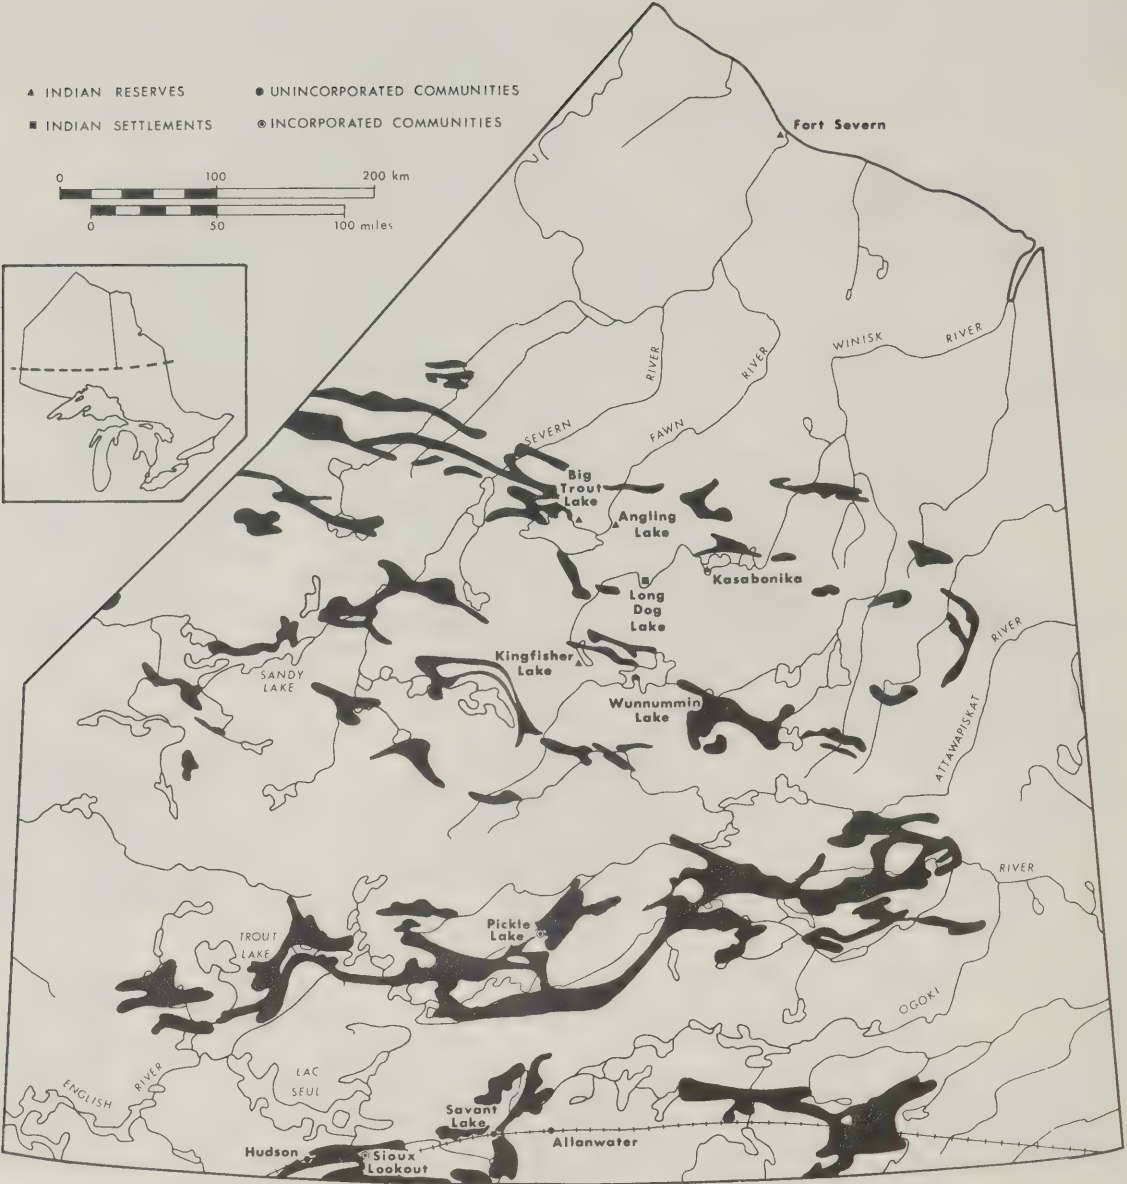 ▲ INDIAN RESERVES
● UNINCORPORATED COMMUNITIES
■ INDIAN SETTLEMENTS
◎ INCORPORATED COMMUNITIES
0 100 200 km
0 50 100 miles
Fort Severn
WINISK RIVER
RIVER
RIVER
SEVERN
FAWN
Big
Trout
Lake
Angling
Lake
Kasabonika
Long
Dog
Lake
RIVER
Kingfisher
Lake
SANDY
LAKE
Wunnummin
Lake
ATTAWAPISKAT
RIVER
Pickle
Lake
TROUT
LAKE
OGOKI
LAC
SEUL
ENGLISH RIVER
Savant
Lake
Allanwater
Hudson
Sioux
Lookout